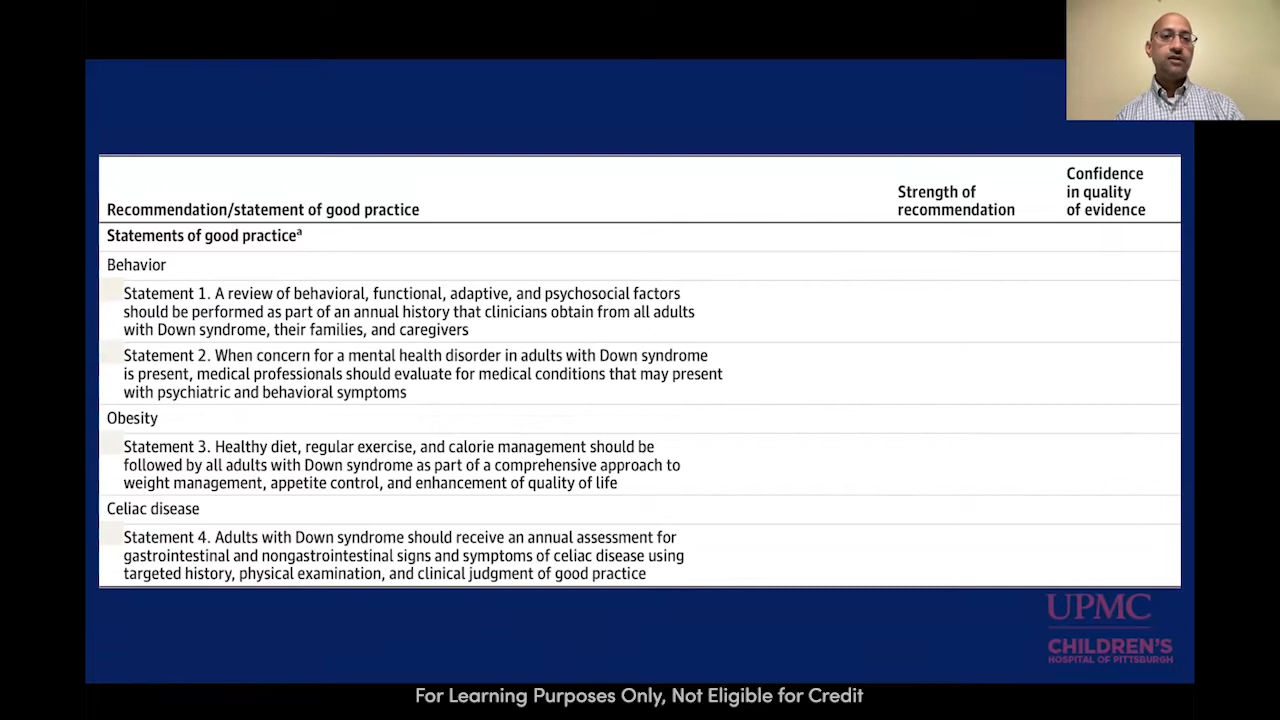 Recommendation/statement of good practice
Strength of
recommendation
Confidence
in quality
of evidence
Statements of good practiceᵃ
Behavior
Statement 1. A review of behavioral, functional, adaptive, and psychosocial factors
should be performed as part of an annual history that clinicians obtain from all adults
with Down syndrome, their families, and caregivers
Statement 2. When concern for a mental health disorder in adults with Down syndrome
is present, medical professionals should evaluate for medical conditions that may present
with psychiatric and behavioral symptoms
Obesity
Statement 3. Healthy diet, regular exercise, and calorie management should be
followed by all adults with Down syndrome as part of a comprehensive approach to
weight management, appetite control, and enhancement of quality of life
Celiac disease
Statement 4. Adults with Down syndrome should receive an annual assessment for
gastrointestinal and nongastrointestinal signs and symptoms of celiac disease using
targeted history, physical examination, and clinical judgment of good practice
UPMC
CHILDREN'S
HOSPITAL OF PITTSBURGH
For Learning Purposes Only, Not Eligible for Credit